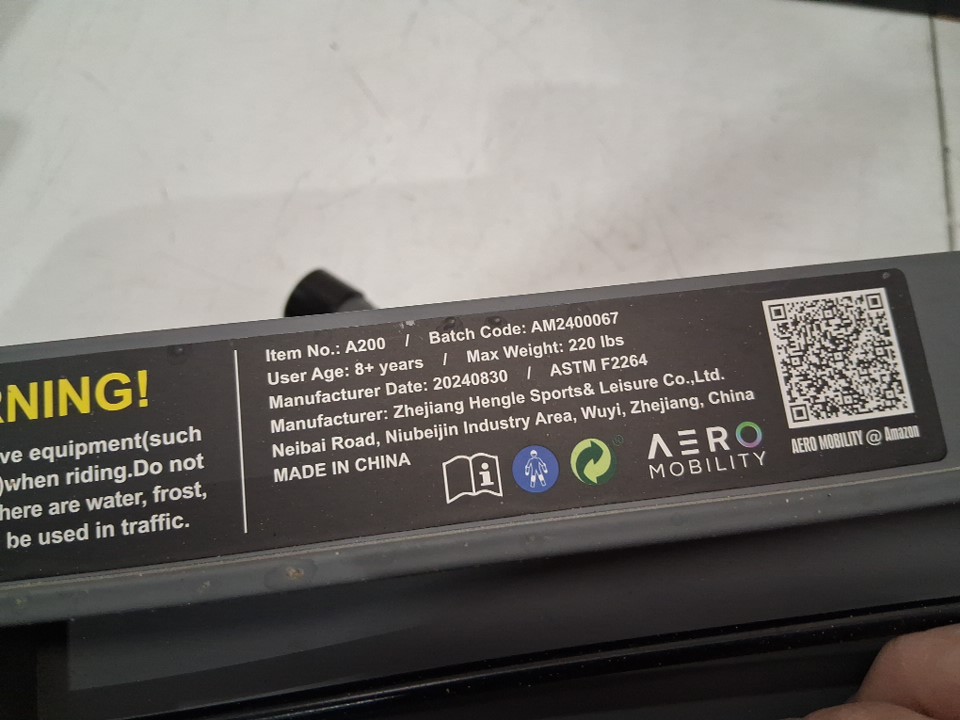 RNING!
ve equipment(such
)when riding.Do not
here are water, frost,
be used in traffic.
Item No.: A200 / Batch Code: AM2400067
User Age: 8+ years / Max Weight: 220 lbs
Manufacturer Date: 20240830 / ASTM F2264
Manufacturer: Zhejiang Hengle Sports& Leisure Co.,Ltd.
Neibai Road, Niubeijin Industry Area, Wuyi, Zhejiang, China
MADE IN CHINA
AERO
MOBILITY
AERO MOBILITY @ Amazon